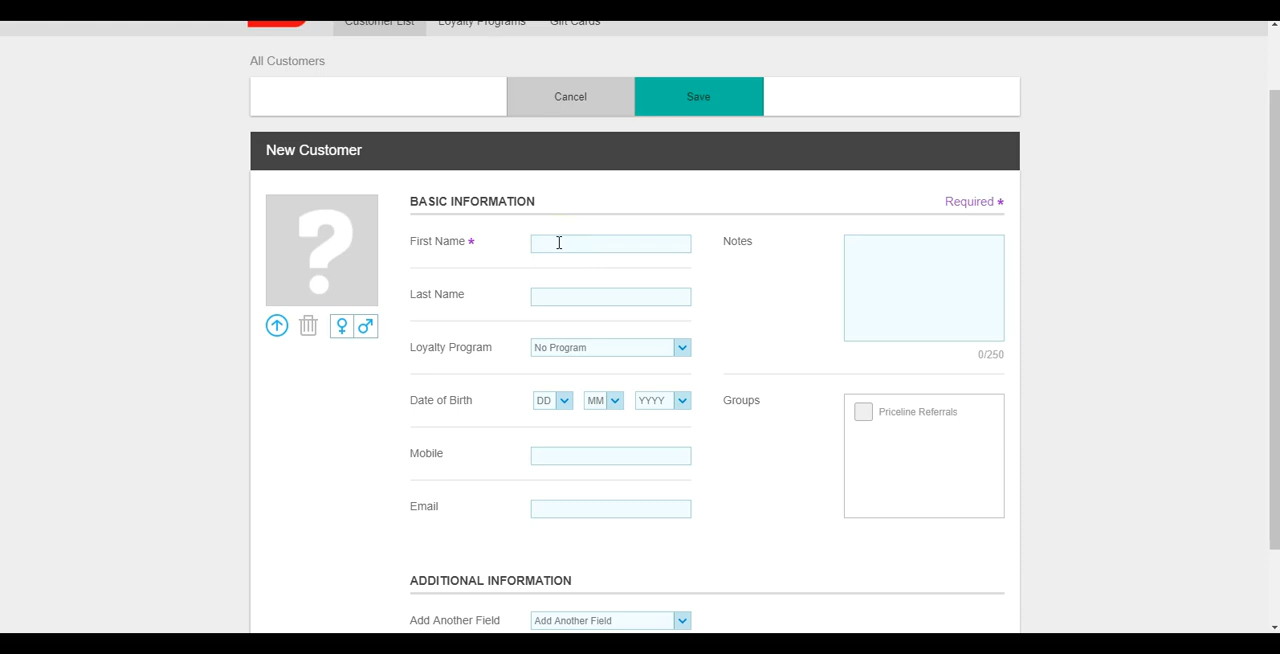 Customer List Loyalty Programs Gift Cards
All Customers
Cancel Save
New Customer
BASIC INFORMATION Required *
First Name * Notes
Last Name
0/250
Loyalty Program No Program
Date of Birth DD MM YYYY Groups
Priceline Referrals
Mobile
Email
ADDITIONAL INFORMATION
Add Another Field Add Another Field